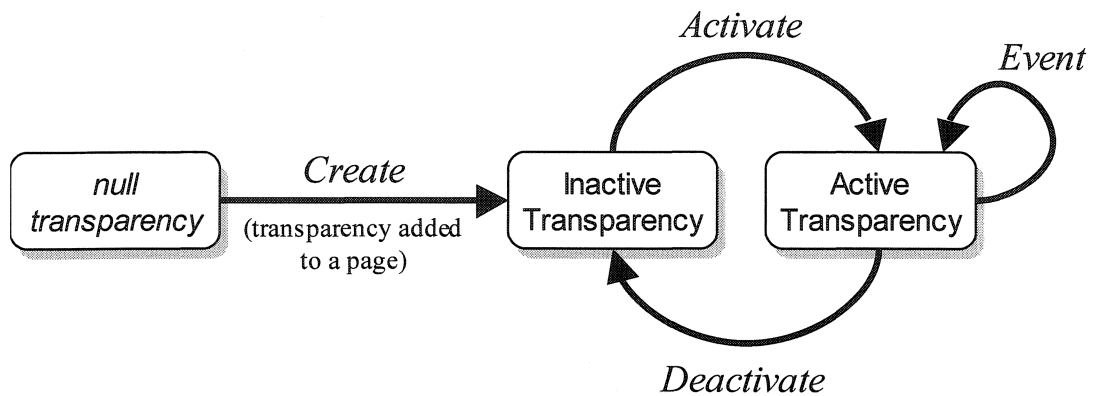 Activate
Event
null
transparency
Create
(transparency added
to a page)
Inactive
Transparency
Active
Transparency
Deactivate